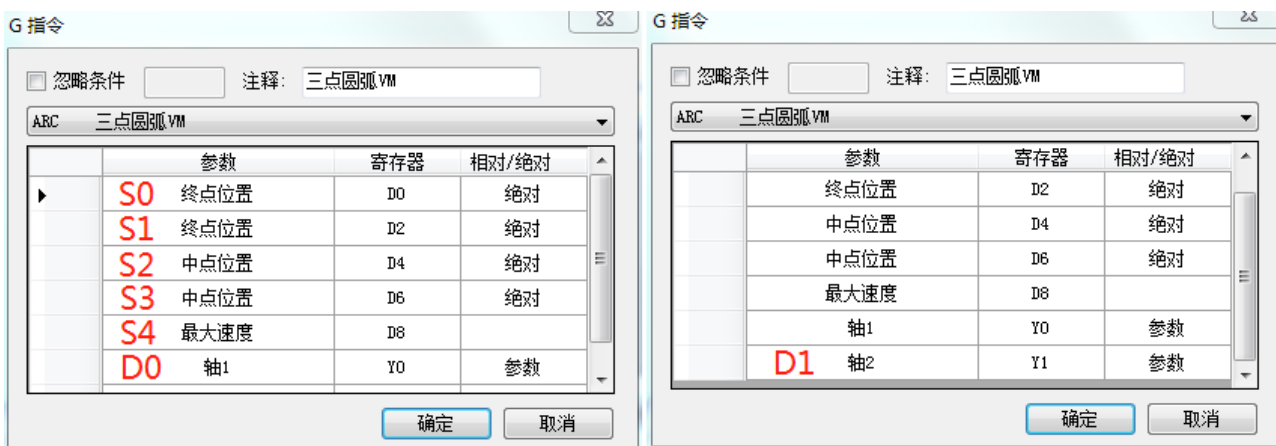 G 指令
忽略条件 注释: 三点圆弧VM
ARC 三点圆弧VM
参数 寄存器 相对/绝对
S0 终点位置 D0 绝对
S1 终点位置 D2 绝对
S2 中点位置 D4 绝对
S3 中点位置 D6 绝对
S4 最大速度 D8
D0 轴1 Y0 参数
确定 取消
G 指令
忽略条件 注释: 三点圆弧VM
ARC 三点圆弧VM
参数 寄存器 相对/绝对
终点位置 D2 绝对
中点位置 D4 绝对
中点位置 D6 绝对
最大速度 D8
轴1 Y0 参数
D1 轴2 Y1 参数
确定 取消